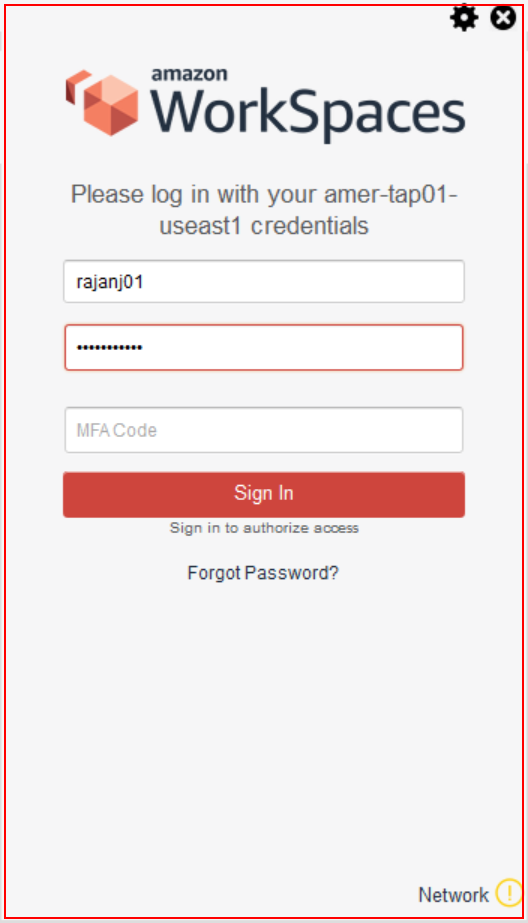 amazon
WorkSpaces
Please log in with your amer-tap01-
useast1 credentials
rajanj01
•••••••••••
MFA Code
Sign In
Sign in to authorize access
Forgot Password?
Network